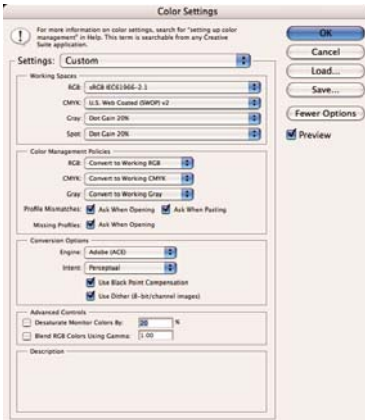 Color Settings
For more information on color settings, search for "setting up color
management" in Help. This term is searchable from any Creative
Suite application.
OK
Cancel
Load...
Save...
Fewer Options
Preview
Settings: Custom
Working Spaces
RGB: sRGB IEC61966-2.1
CMYK: U.S. Web Coated (SWOP) v2
Gray: Dot Gain 20%
Spot: Dot Gain 20%
Color Management Policies
RGB: Convert to Working RGB
CMYK: Convert to Working CMYK
Gray: Convert to Working Gray
Profile Mismatches: Ask When Opening Ask When Pasting
Missing Profiles: Ask When Opening
Conversion Options
Engine: Adobe (ACE)
Intent: Perceptual
Use Black Point Compensation
Use Dither (8-bit/channel images)
Advanced Controls
Desaturate Monitor Colors By: 20 %
Blend RGB Colors Using Gamma: 1.00
Description